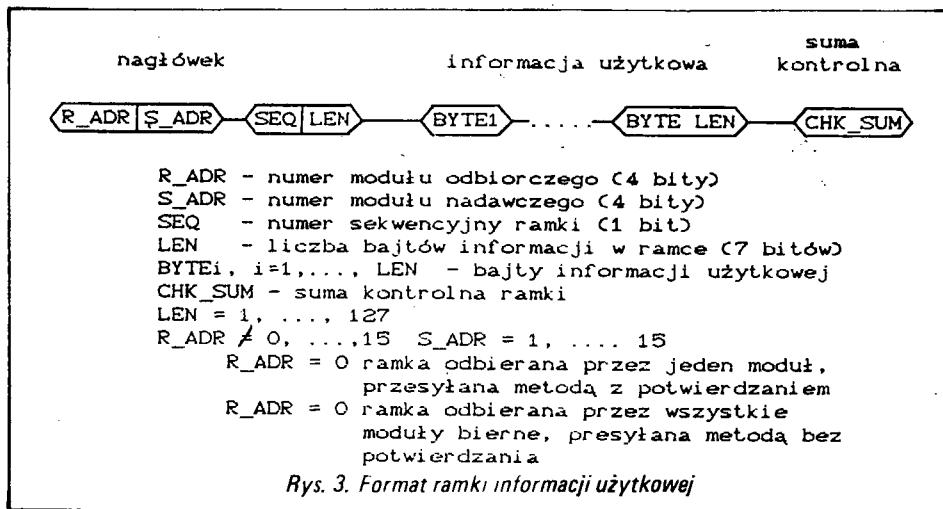 nagłówek informacja użytkowa suma kontrolna
R_ADR S_ADR SEQ LEN BYTE1 ..... BYTE LEN CHK_SUM
R_ADR - numer modułu odbiorczego (4 bity)
S_ADR - numer modułu nadawczego (4 bity)
SEQ - numer sekwencyjny ramki (1 bit)
LEN - liczba bajtów informacji w ramce (7 bitów)
BYTEi, i=1,..., LEN - bajty informacji użytkowej
CHK_SUM - suma kontrolna ramki
LEN = 1, ..., 127
R_ADR ≠ 0, ...,15 S_ADR = 1, .... 15
R_ADR = 0 ramka odbierana przez jeden moduł,
przesyłana metodą z potwierdzaniem
R_ADR = 0 ramka odbierana przez wszystkie
moduły bierne, presyłana metodą bez
potwierdzania
Rys. 3. Format ramki informacji użytkowej